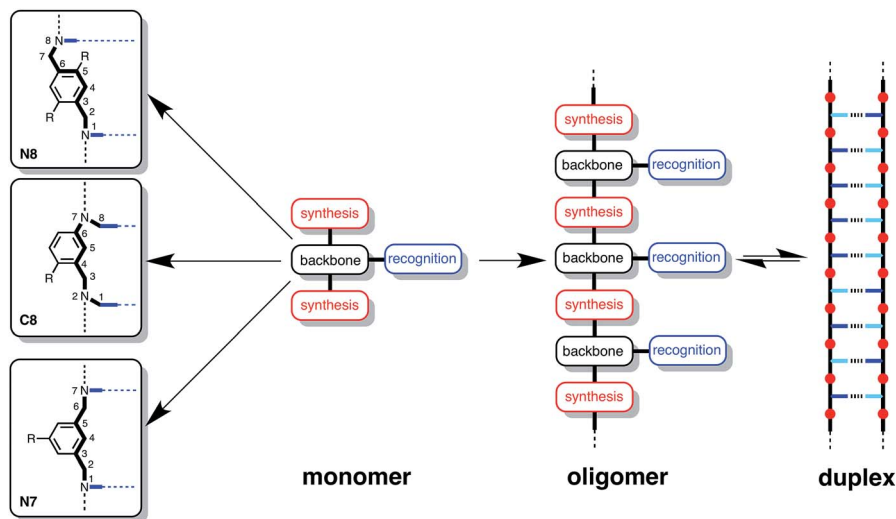 8 N
7
R
6
5
4
3
R
2
N 1
N8
7 N
8
6
5
4
R
3
2 N
1
C8
7 N
6
5
R
4
3
2
N 1
N7
synthesis
backbone
recognition
synthesis
monomer
synthesis
backbone
recognition
synthesis
backbone
recognition
synthesis
backbone
recognition
synthesis
oligomer
duplex